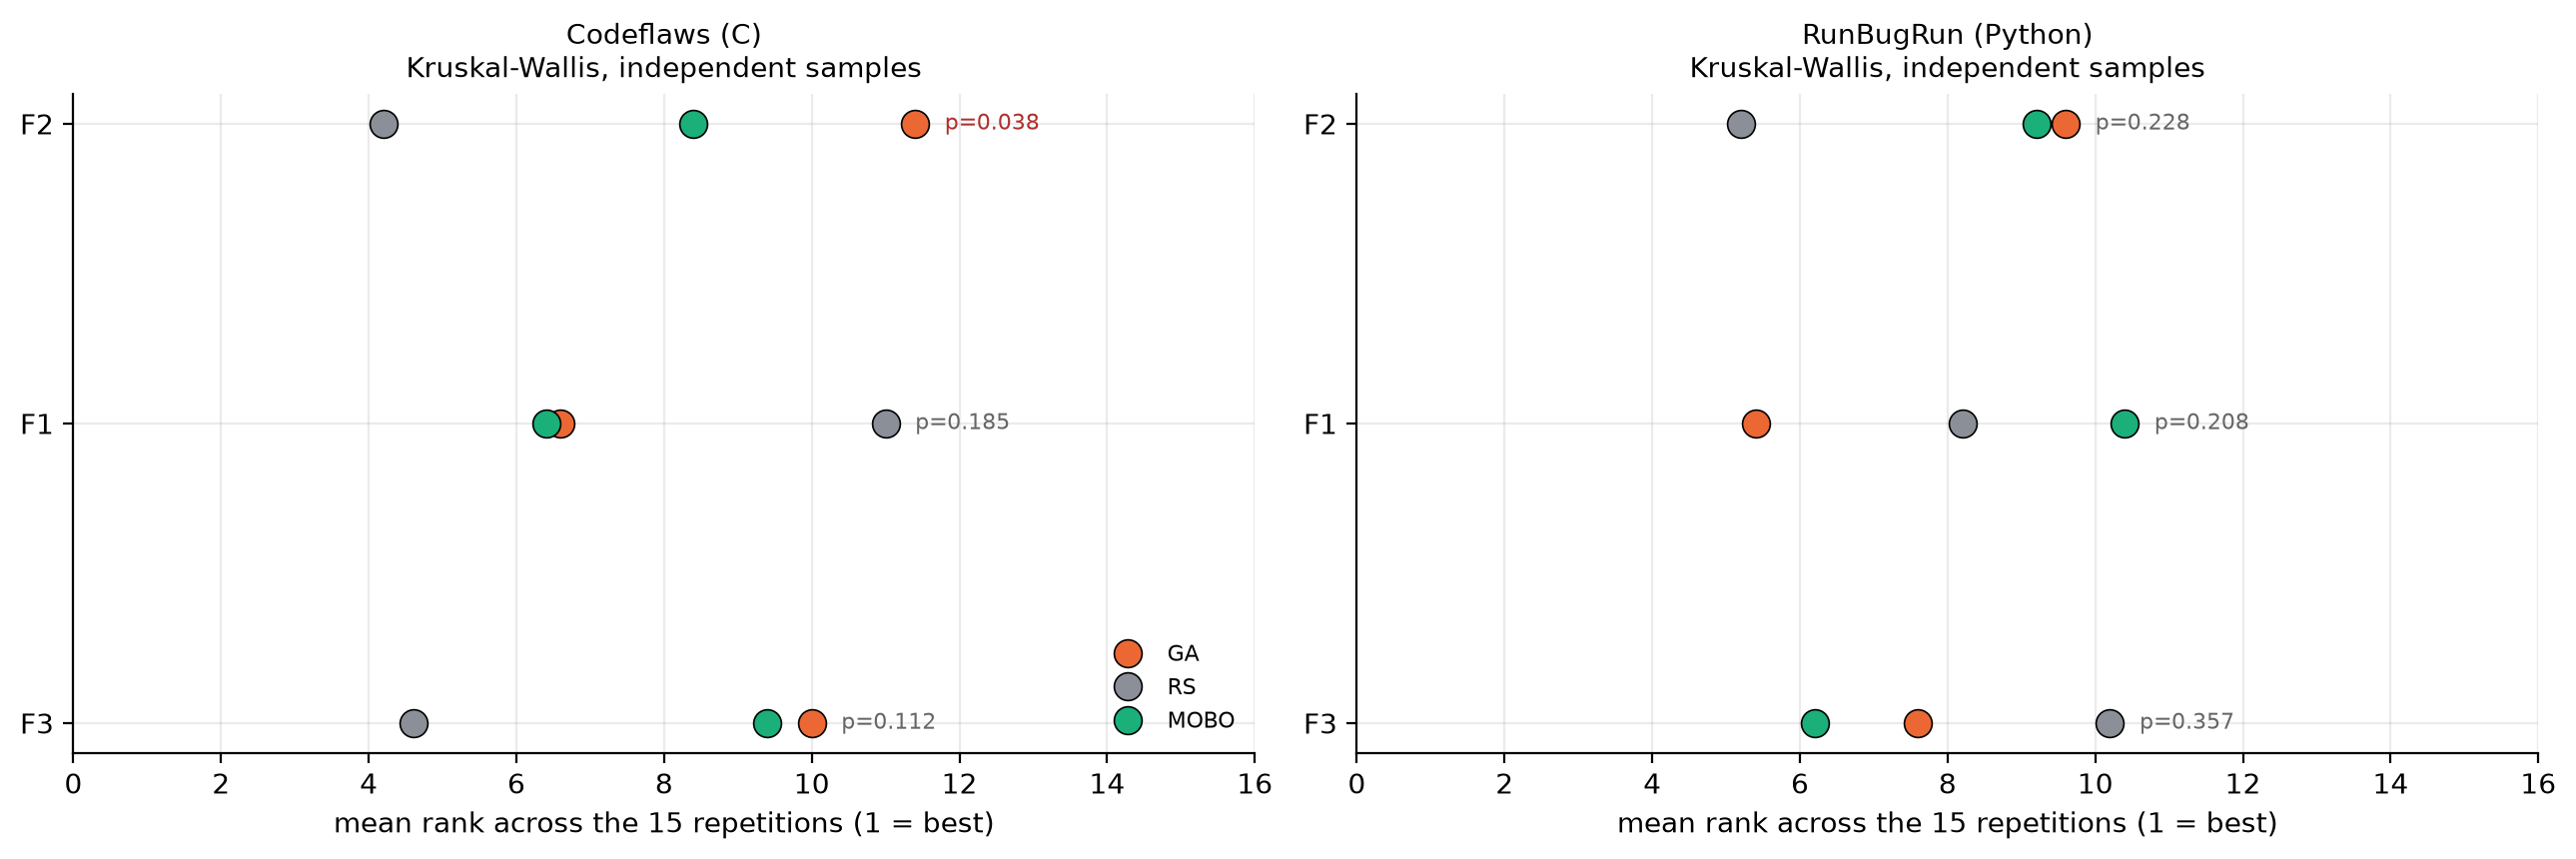 Codeflaws (C)
Kruskal-Wallis, independent samples
F2
p=0.038
F1
p=0.185
F3
p=0.112
GA
RS
MOBO
0 2 4 6 8 10 12 14 16
mean rank across the 15 repetitions (1 = best)
RunBugRun (Python)
Kruskal-Wallis, independent samples
F2
p=0.228
F1
p=0.208
F3
p=0.357
0 2 4 6 8 10 12 14 16
mean rank across the 15 repetitions (1 = best)